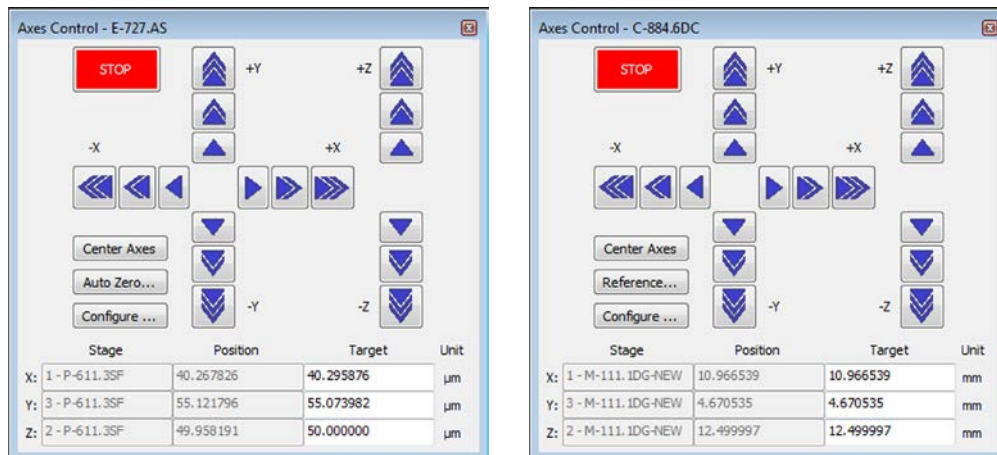 Axes Control - E-727.AS
STOP
+Y
+Z
-X
+X
Center Axes
Auto Zero...
Configure ...
-Y
-Z
Stage Position Target Unit
X: 1 - P-611.3SF 40.267826 40.295876 µm
Y: 3 - P-611.3SF 55.121796 55.073982 µm
Z: 2 - P-611.3SF 49.958191 50.000000 µm
Axes Control - C-884.6DC
STOP
+Y
+Z
-X
+X
Center Axes
Reference...
Configure ...
-Y
-Z
Stage Position Target Unit
X: 1 - M-111.1DG-NEW 10.966539 10.966539 mm
Y: 3 - M-111.1DG-NEW 4.670535 4.670535 mm
Z: 2 - M-111.1DG-NEW 12.499997 12.499997 mm